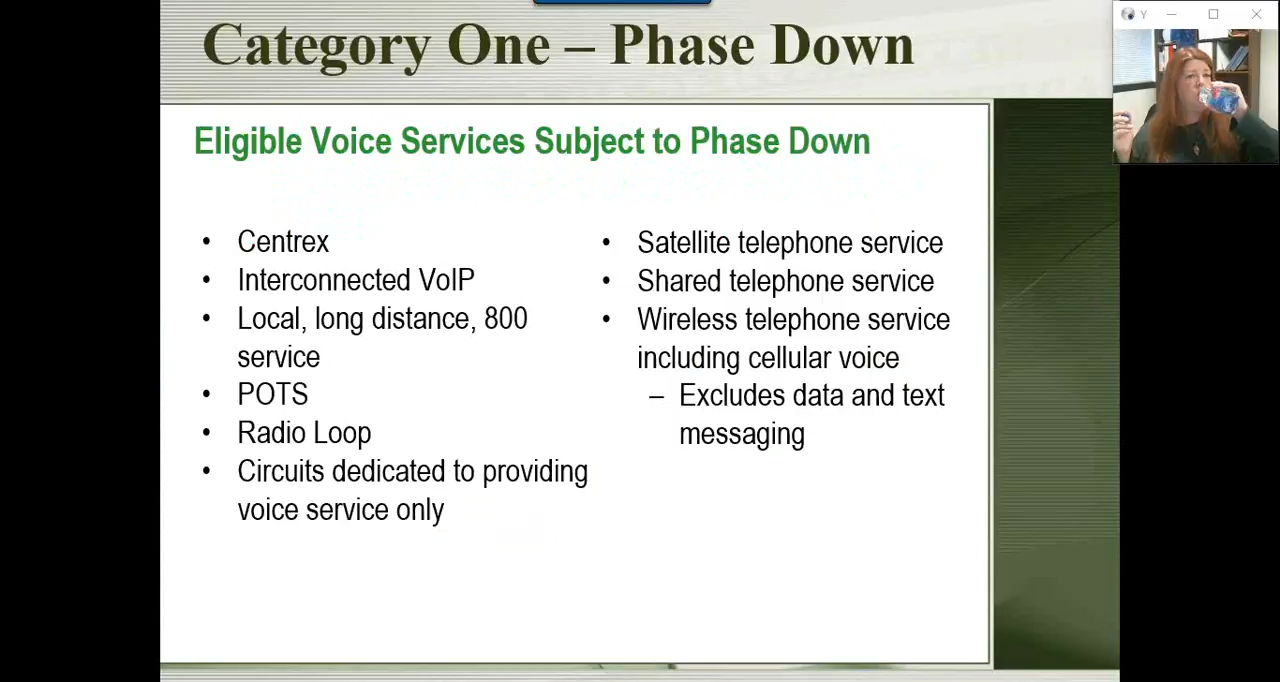 Category One – Phase Down
Eligible Voice Services Subject to Phase Down
• Centrex
• Interconnected VoIP
• Local, long distance, 800
service
• POTS
• Radio Loop
• Circuits dedicated to providing
voice service only
• Satellite telephone service
• Shared telephone service
• Wireless telephone service
including cellular voice
– Excludes data and text
messaging
Y